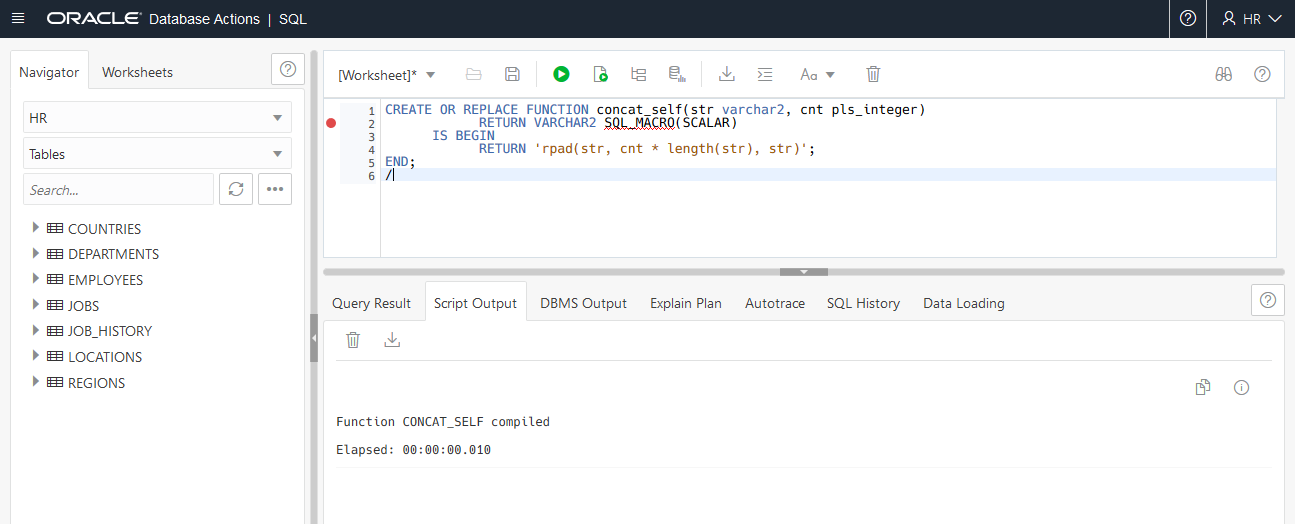 ORACLE Database Actions | SQL
HR
Navigator
Worksheets
HR
Tables
Search...
COUNTRIES
DEPARTMENTS
EMPLOYEES
JOBS
JOB_HISTORY
LOCATIONS
REGIONS
[Worksheet]*
Aa
1 CREATE OR REPLACE FUNCTION concat_self(str varchar2, cnt pls_integer)
2 RETURN VARCHAR2 SQL_MACRO(SCALAR)
3 IS BEGIN
4 RETURN 'rpad(str, cnt * length(str), str)';
5 END;
6 /
Query Result
Script Output
DBMS Output
Explain Plan
Autotrace
SQL History
Data Loading
Function CONCAT_SELF compiled
Elapsed: 00:00:00.010